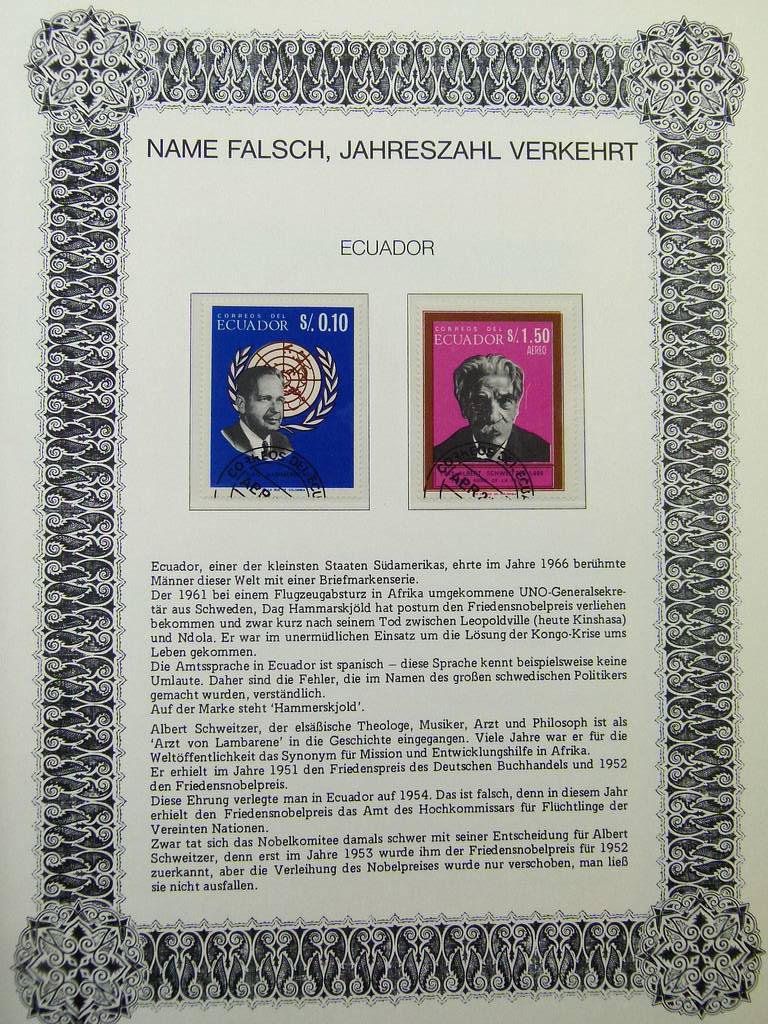 NAME FALSCH, JAHRESZAHL VERKEHRT
ECUADOR
CORREOS DEL
ECUADOR S/. 0.10
CORREOS DEL ECU
ABR
CORREOS DEL
ECUADOR S/. 1.50
AEREO
CORREOS DEL ECU
ABR
Ecuador, einer der kleinsten Staaten Südamerikas, ehrte im Jahre 1966 berühmte
Männer dieser Welt mit einer Briefmarkenserie.
Der 1961 bei einem Flugzeugabsturz in Afrika umgekommene UNO-Generalsekre-
tär aus Schweden, Dag Hammarskjöld hat postum den Friedensnobelpreis verliehen
bekommen und zwar kurz nach seinem Tod zwischen Leopoldville (heute Kinshasa)
und Ndola. Er war im unermüdlichen Einsatz um die Lösung der Kongo-Krise ums
Leben gekommen.
Die Amtssprache in Ecuador ist spanisch – diese Sprache kennt beispielsweise keine
Umlaute. Daher sind die Fehler, die im Namen des großen schwedischen Politikers
gemacht wurden, verständlich.
Auf der Marke steht 'Hammerskjold'.
Albert Schweitzer, der elsäßische Theologe, Musiker, Arzt und Philosoph ist als
'Arzt von Lambarene' in die Geschichte eingegangen. Viele Jahre war er für die
Weltöffentlichkeit das Synonym für Mission und Entwicklungshilfe in Afrika.
Er erhielt im Jahre 1951 den Friedenspreis des Deutschen Buchhandels und 1952
den Friedensnobelpreis.
Diese Ehrung verlegte man in Ecuador auf 1954. Das ist falsch, denn in diesem Jahr
erhielt den Friedensnobelpreis das Amt des Hochkommissars für Flüchtlinge der
Vereinten Nationen.
Zwar tat sich das Nobelkomitee damals schwer mit seiner Entscheidung für Albert
Schweitzer, denn erst im Jahre 1953 wurde ihm der Friedensnobelpreis für 1952
zuerkannt, aber die Verleihung des Nobelpreises wurde nur verschoben, man ließ
sie nicht ausfallen.